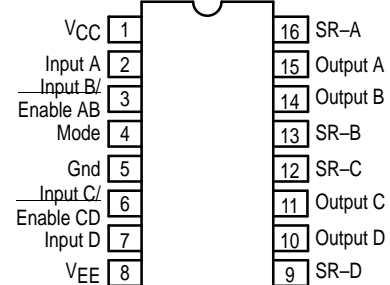 VCC 1
Input A 2
Input B/
Enable AB 3
Mode 4
Gnd 5
Input C/
Enable CD 6
Input D 7
VEE 8
16 SR–A
15 Output A
14 Output B
13 SR–B
12 SR–C
11 Output C
10 Output D
9 SR–D